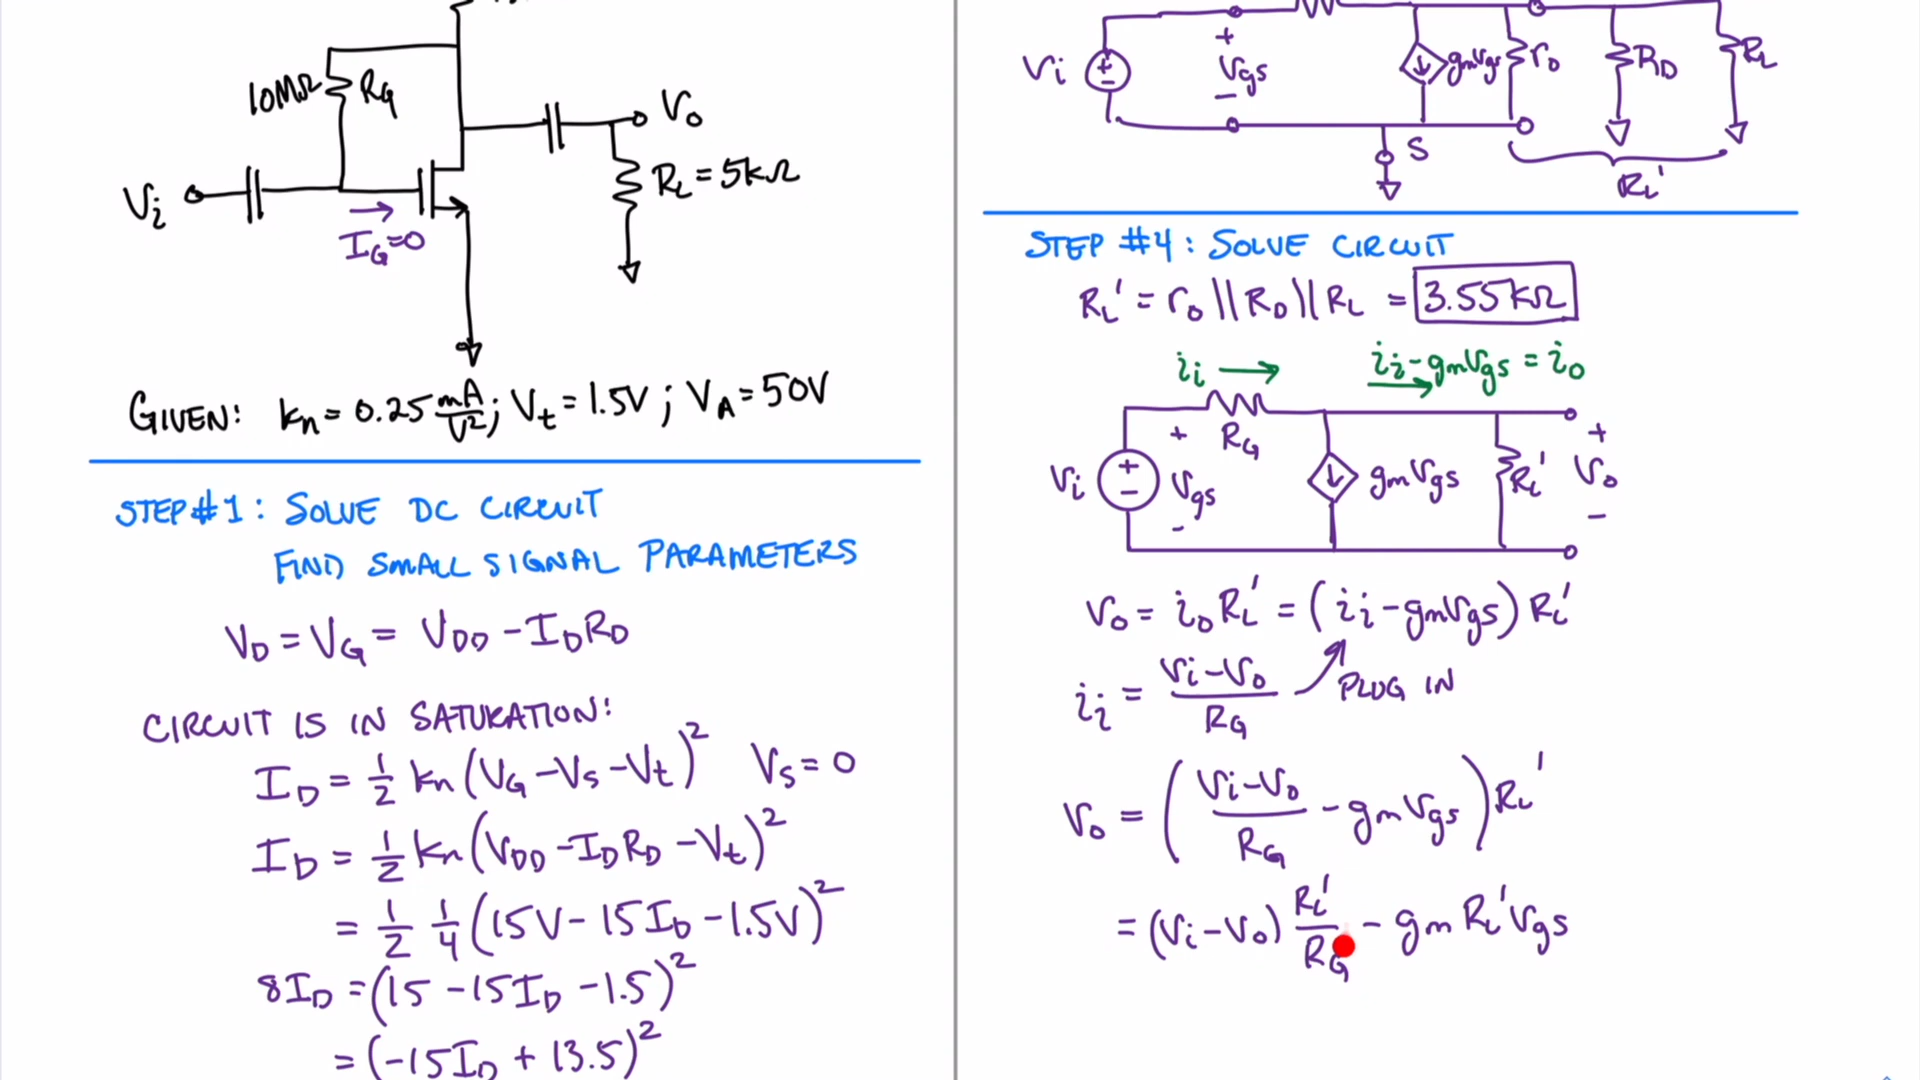 10MΩ RG
Vo
RL = 5kΩ
Vi
IG=0
GIVEN: kn = 0.25 mA/V²; Vt = 1.5V; VA = 50V
STEP #1: SOLVE DC CIRCUIT
FIND SMALL SIGNAL PARAMETERS
VD = VG = VDD - IDRD
CIRCUIT IS IN SATURATION:
ID = 1/2 kn (VG - VS - Vt)² VS = 0
ID = 1/2 kn (VDD - IDRD - Vt)²
= 1/2 1/4 (15V - 15ID - 1.5V)²
8ID = (15 - 15ID - 1.5)²
= (-15ID + 13.5)²
Vi + - + Vgs - gmVgs ro RD RL
S
RL'
STEP #4: SOLVE CIRCUIT
RL' = ro || RD || RL = 3.55kΩ
ii → ii - gmVgs = io
RG
Vi + - + Vgs - gmVgs RL' + Vo -
Vo = io RL' = (ii - gmVgs) RL'
ii = (Vi - Vo)/RG PLUG IN
Vo = ((Vi - Vo)/RG - gmVgs) RL'
= (Vi - Vo) RL'/RG - gm RL' Vgs